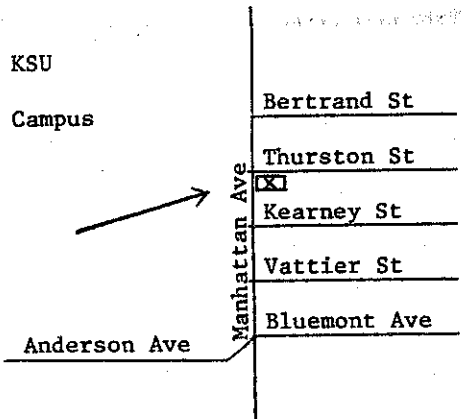 KSU
Campus
Bertrand St
Thurston St
X
Kearney St
Vattier St
Bluemont Ave
Manhattan Ave
Anderson Ave